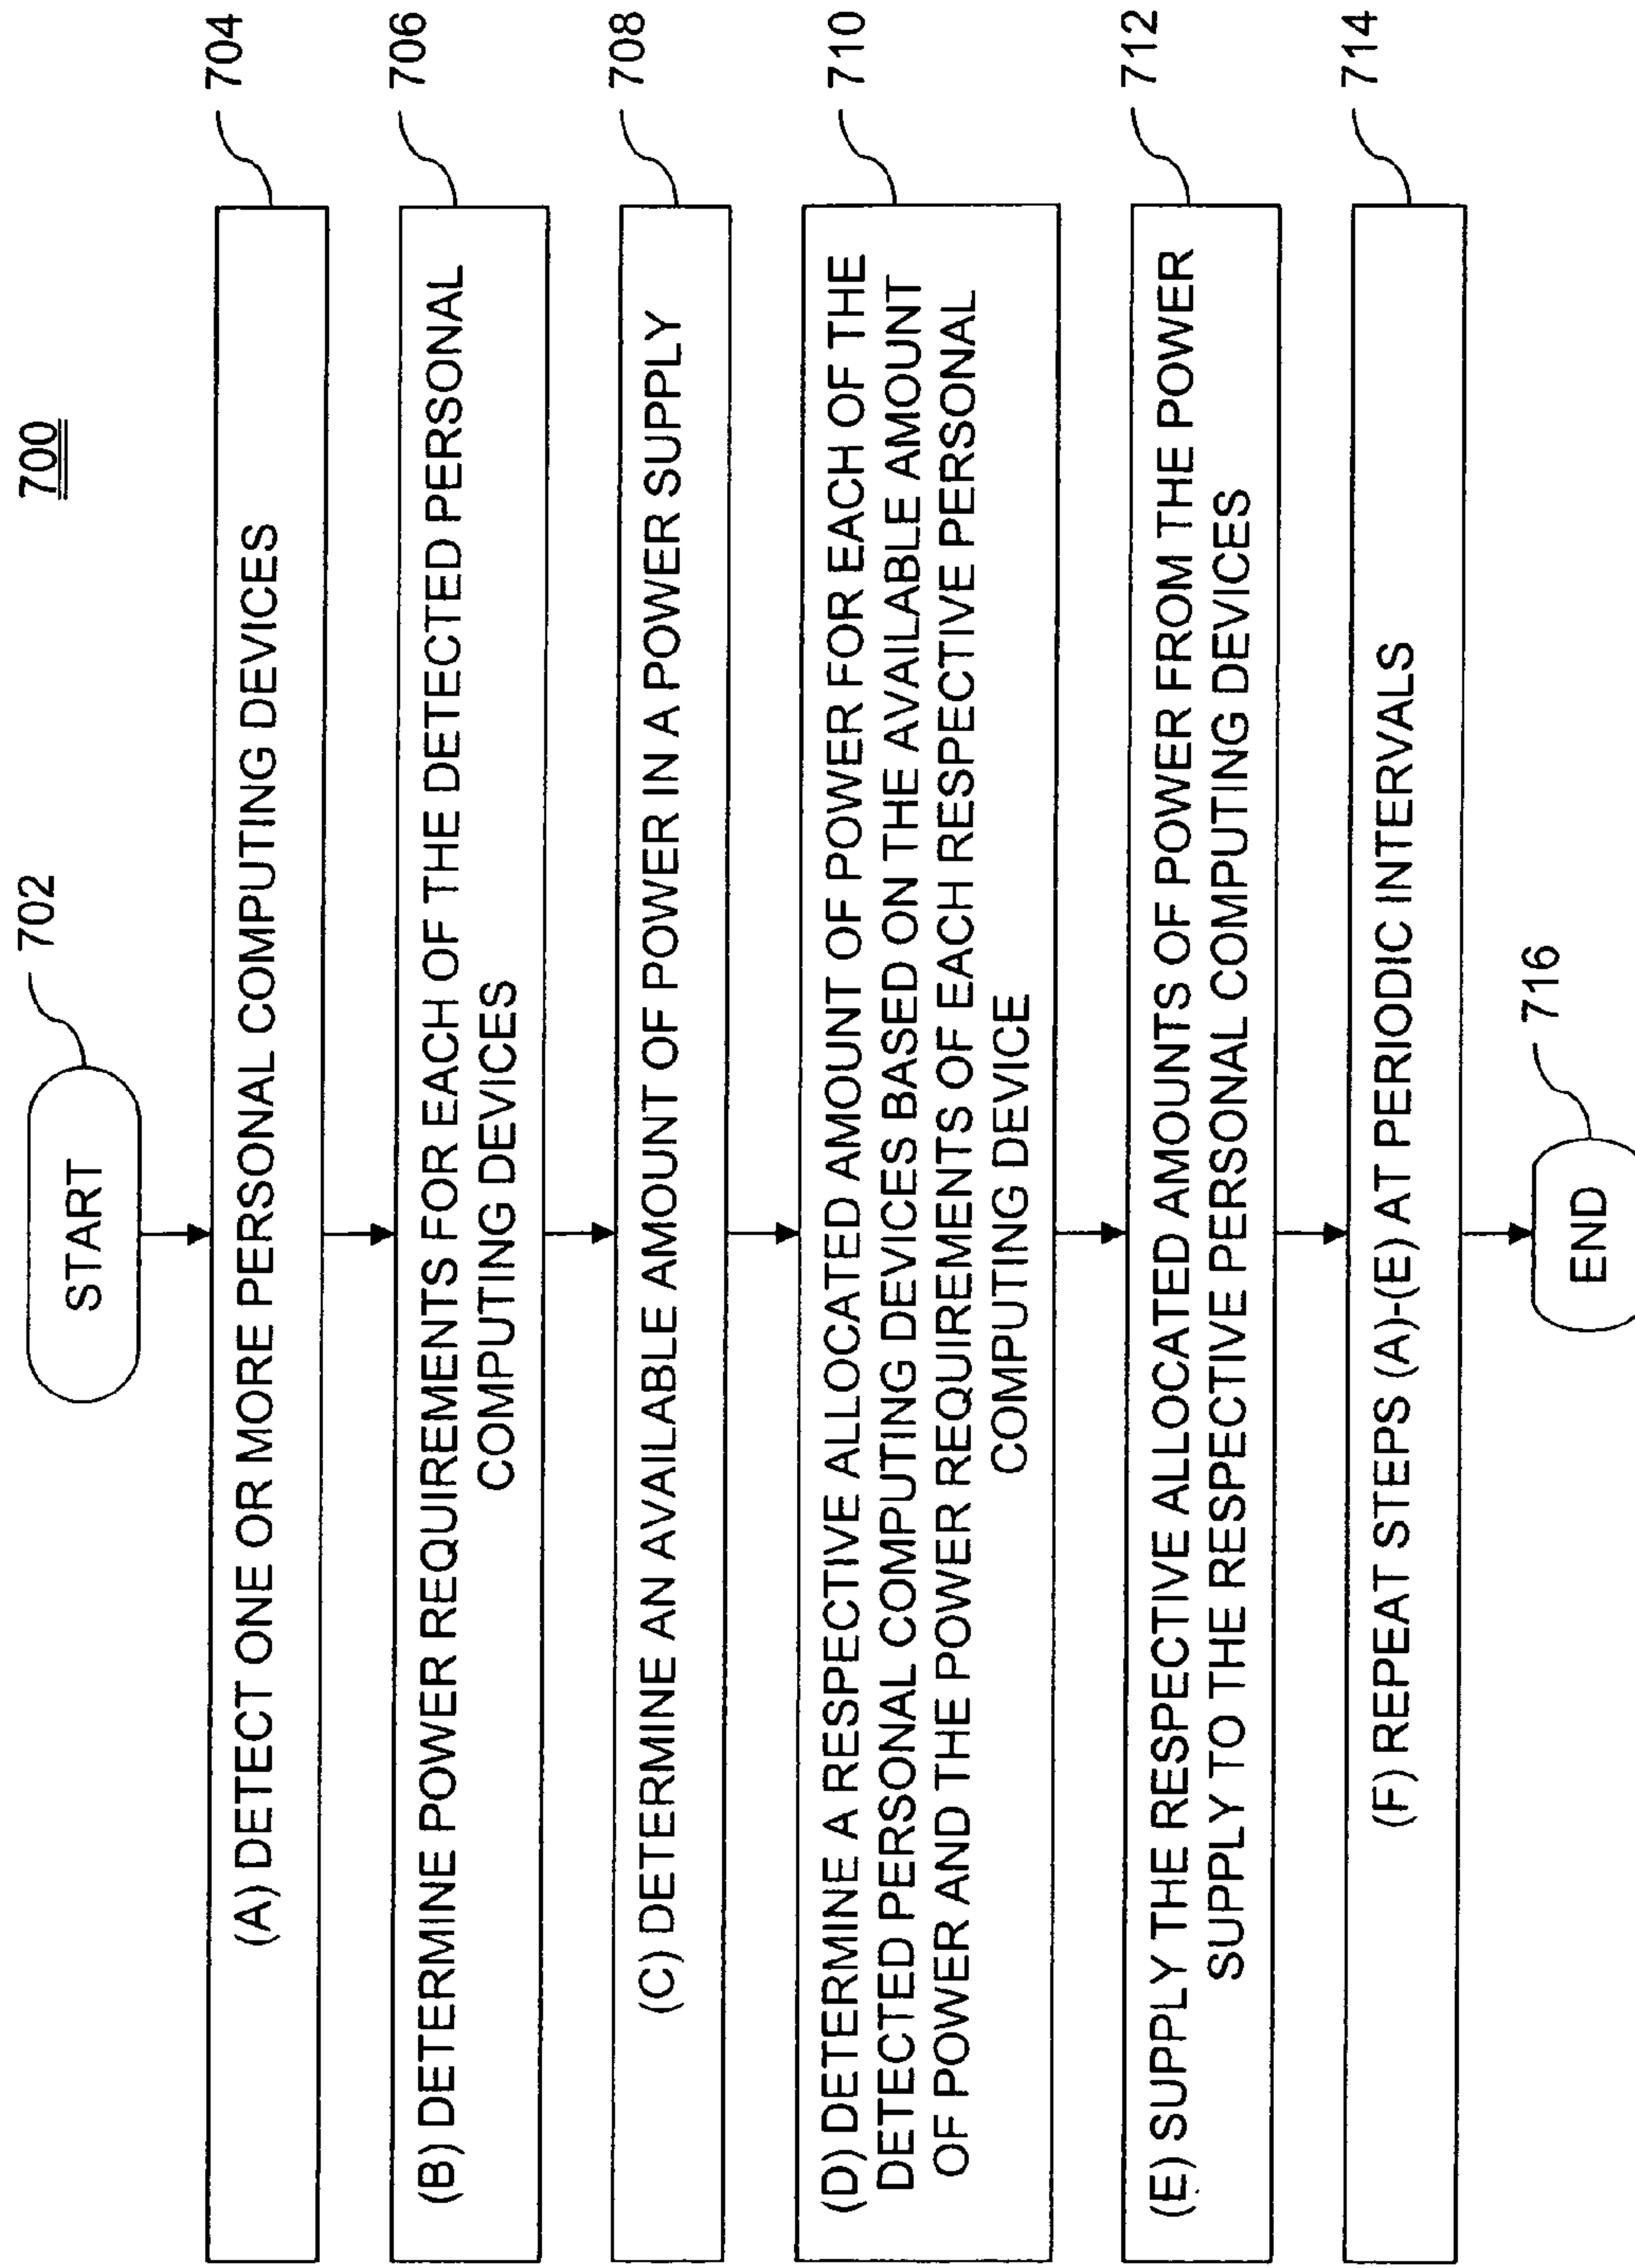 700
702
START
704
(A) DETECT ONE OR MORE PERSONAL COMPUTING DEVICES
706
(B) DETERMINE POWER REQUIREMENTS FOR EACH OF THE DETECTED PERSONAL
COMPUTING DEVICES
708
(C) DETERMINE AN AVAILABLE AMOUNT OF POWER IN A POWER SUPPLY
710
(D) DETERMINE A RESPECTIVE ALLOCATED AMOUNT OF POWER FOR EACH OF THE
DETECTED PERSONAL COMPUTING DEVICES BASED ON THE AVAILABLE AMOUNT
OF POWER AND THE POWER REQUIREMENTS OF EACH RESPECTIVE PERSONAL
COMPUTING DEVICE
712
(E) SUPPLY THE RESPECTIVE ALLOCATED AMOUNTS OF POWER FROM THE POWER
SUPPLY TO THE RESPECTIVE PERSONAL COMPUTING DEVICES
714
(F) REPEAT STEPS (A)-(E) AT PERIODIC INTERVALS
716
END